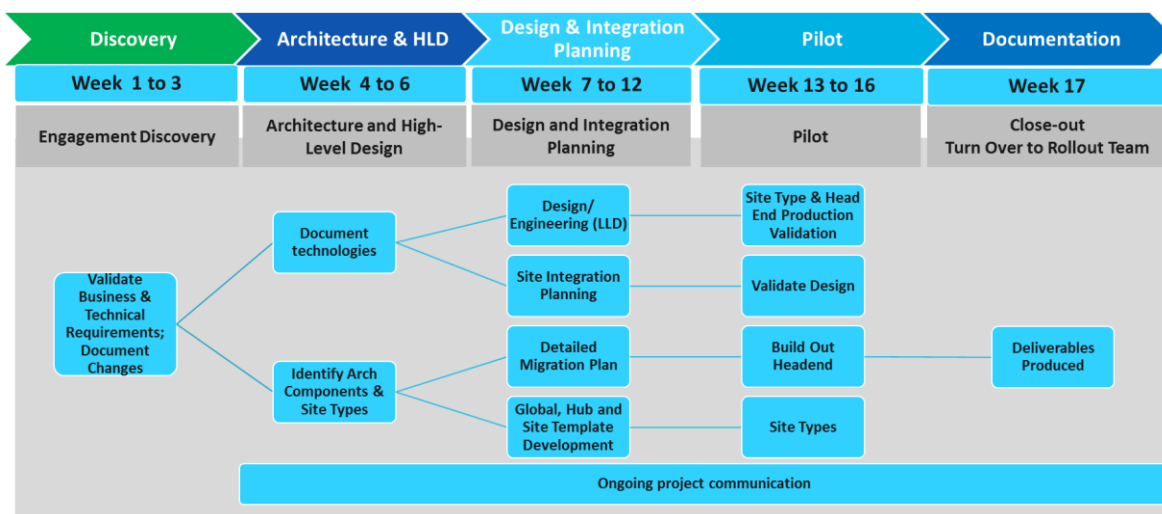 Discovery
Architecture & HLD
Design & Integration
Planning
Pilot
Documentation
Week 1 to 3
Week 4 to 6
Week 7 to 12
Week 13 to 16
Week 17
Engagement Discovery
Architecture and High-
Level Design
Design and Integration
Planning
Pilot
Close-out
Turn Over to Rollout Team
Validate
Business &
Technical
Requirements;
Document
Changes
Document
technologies
Identify Arch
Components &
Site Types
Design/
Engineering (LLD)
Site Integration
Planning
Detailed
Migration Plan
Global, Hub and
Site Template
Development
Site Type & Head
End Production
Validation
Validate Design
Build Out
Headend
Site Types
Deliverables
Produced
Ongoing project communication